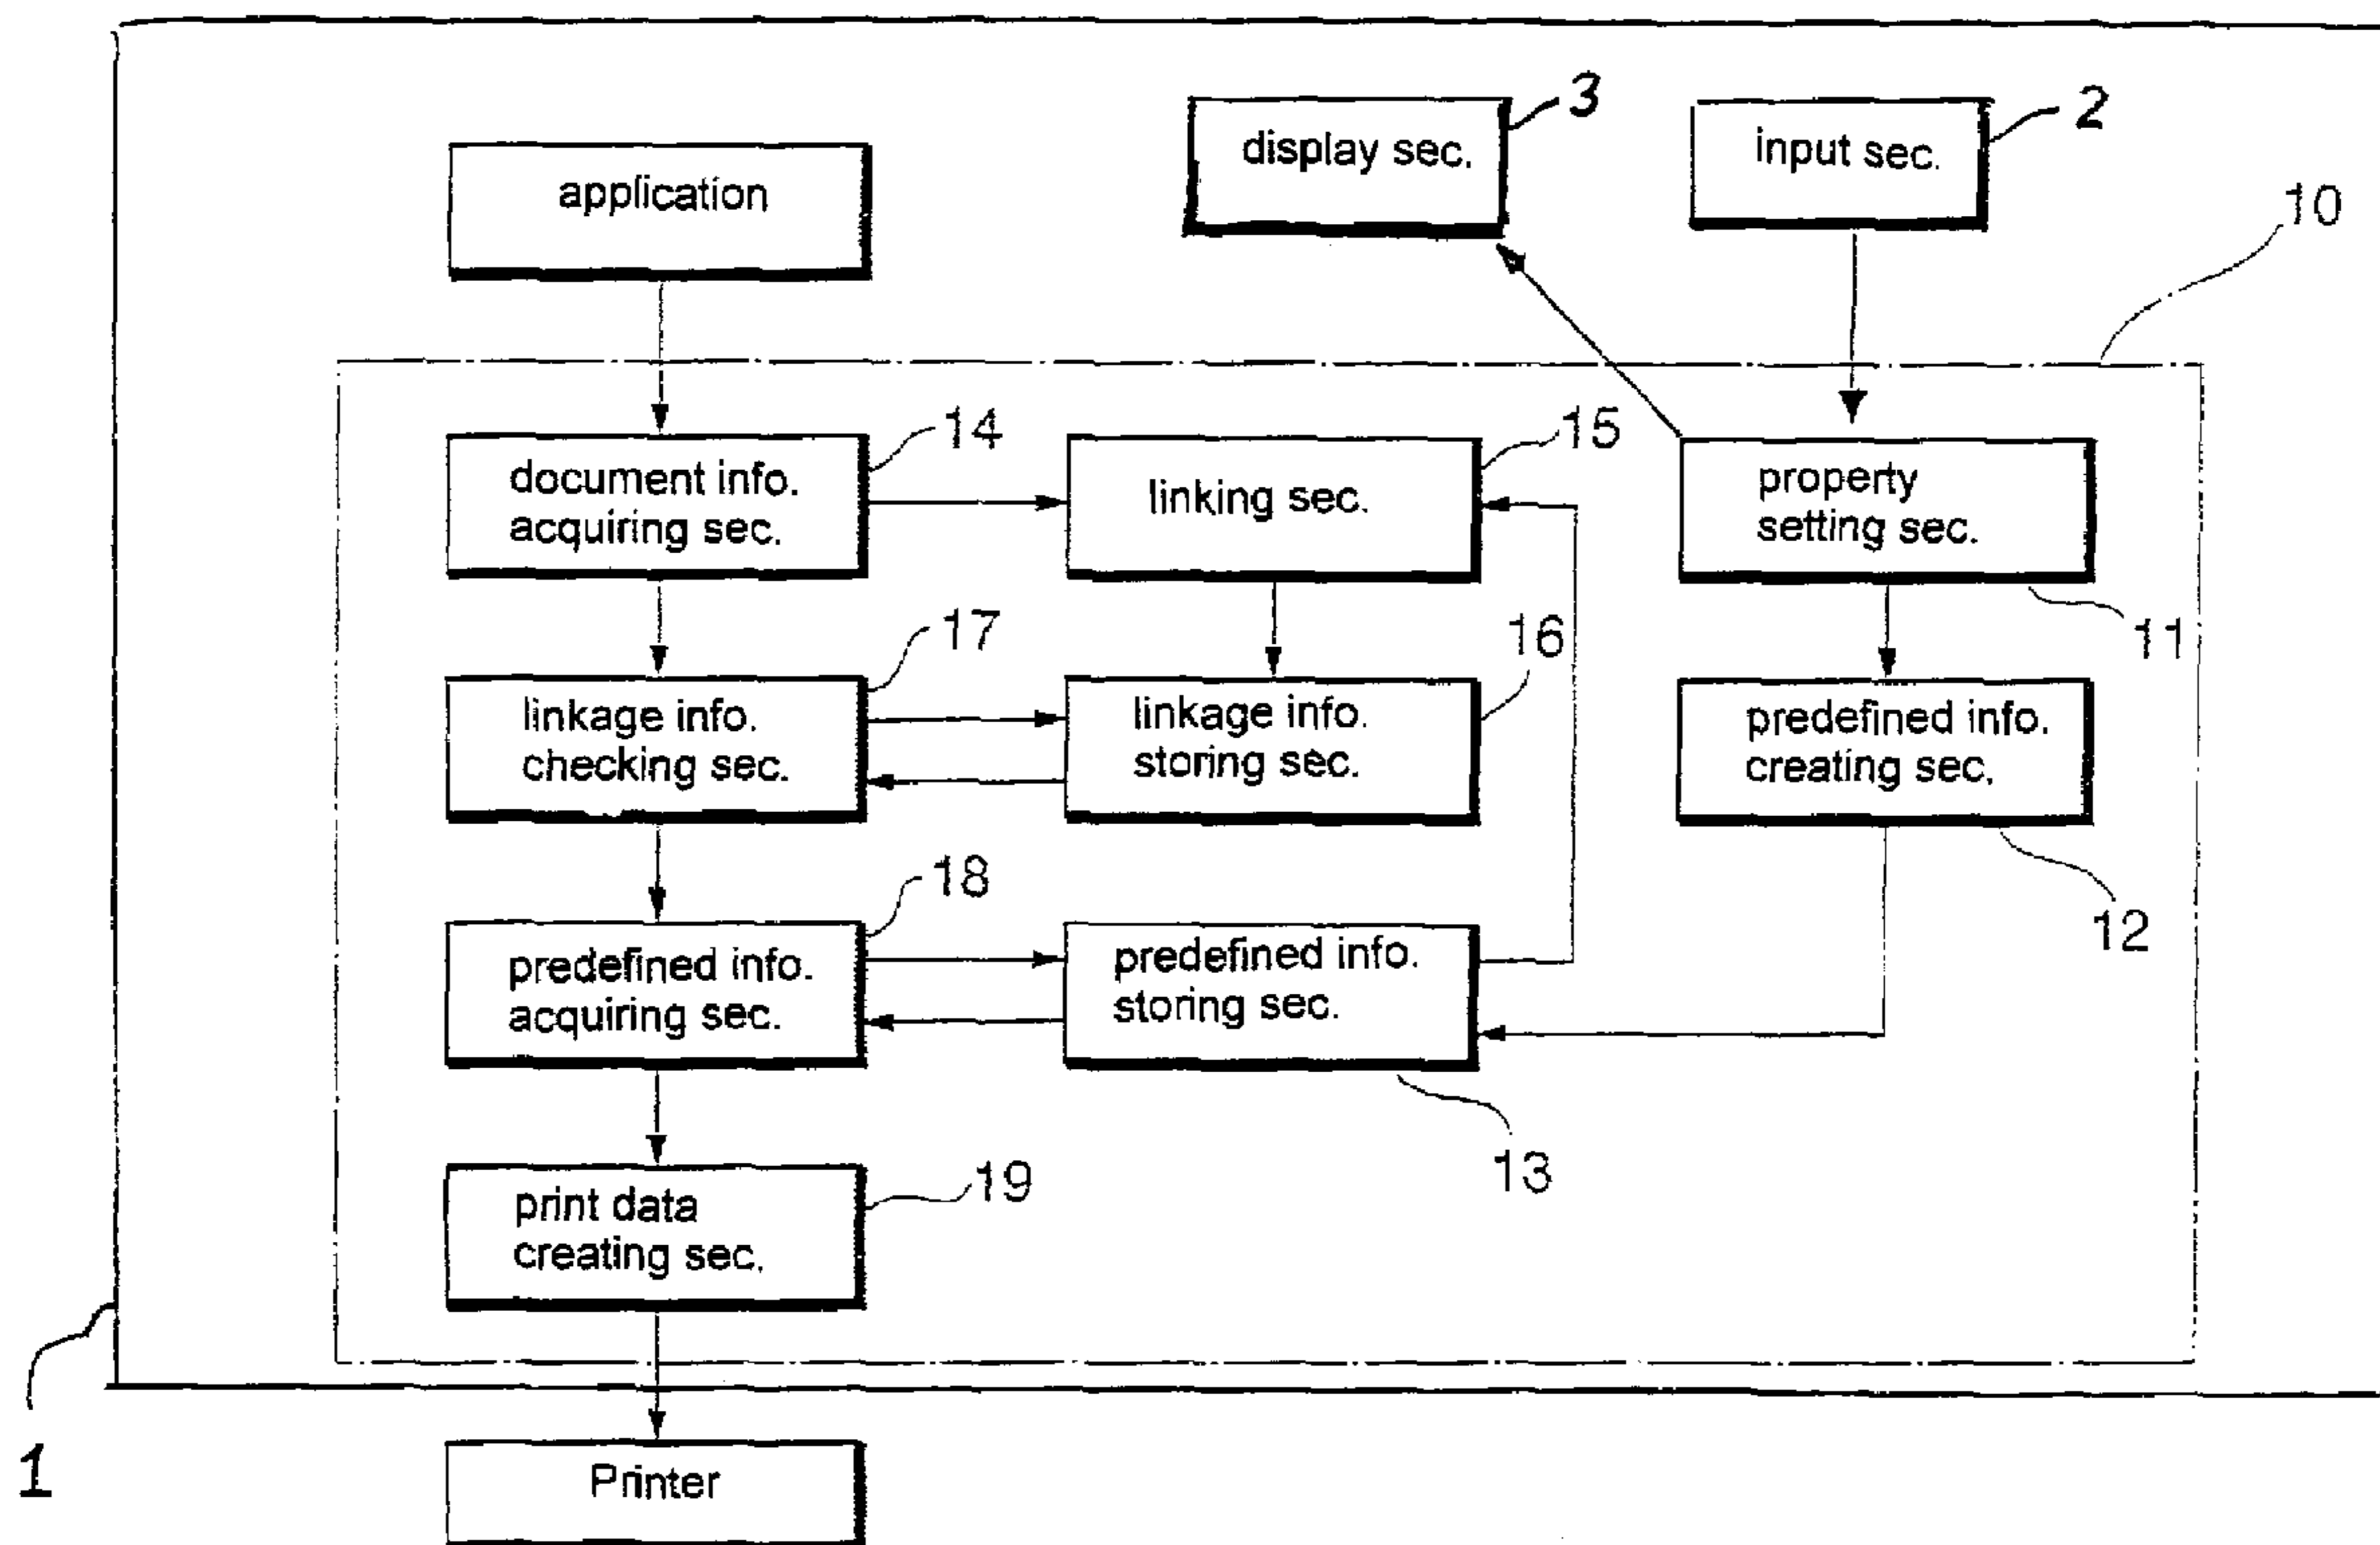 3
2
display sec.
input sec.
application
10
14
15
document info.
acquiring sec.
linking sec.
property
setting sec.
17
16
11
linkage info.
checking sec.
linkage info.
storing sec.
predefined info.
creating sec.
18
12
predefined info.
acquiring sec.
predefined info.
storing sec.
13
19
print data
creating sec.
1
Printer